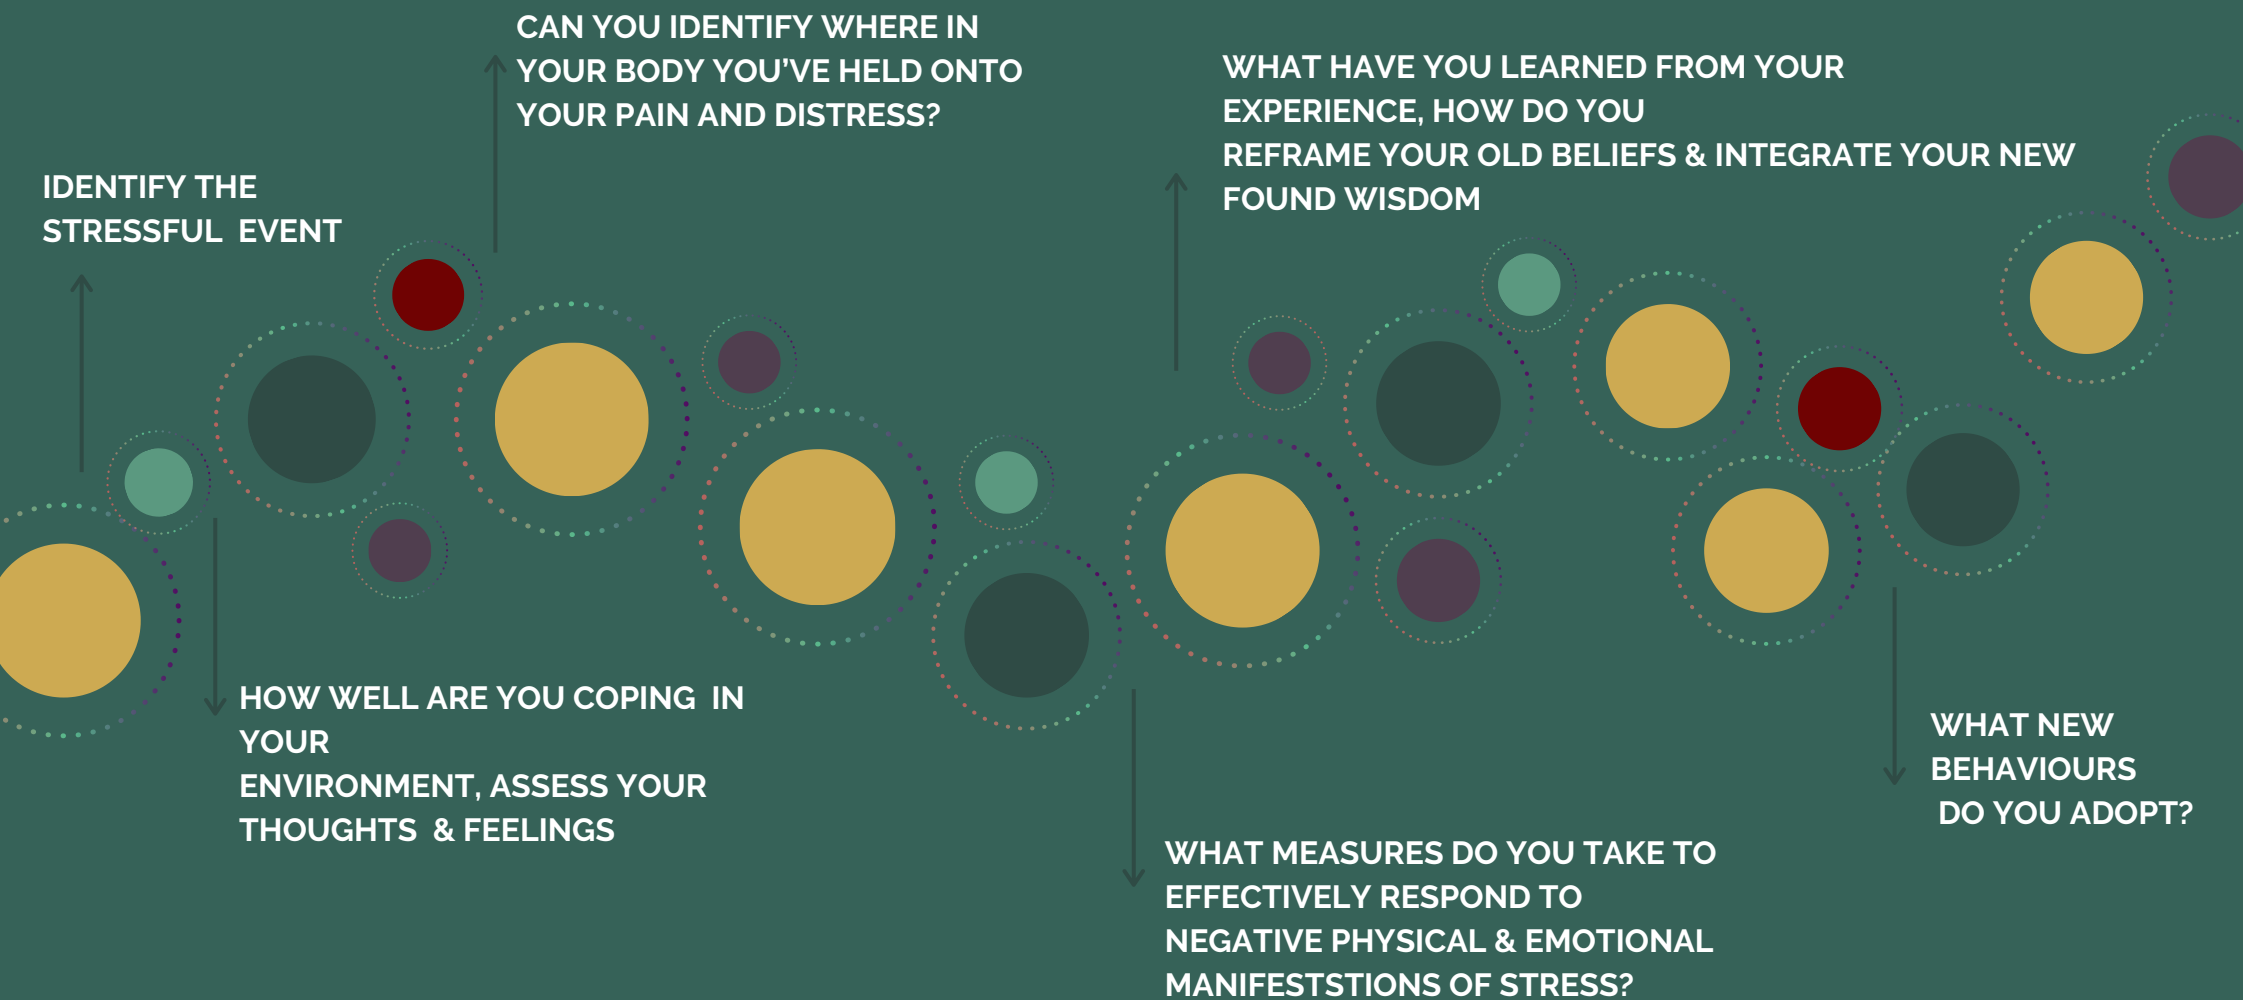 IDENTIFY THE
STRESSFUL  EVENT
HOW WELL ARE YOU COPING  IN
YOUR
ENVIRONMENT, ASSESS YOUR
THOUGHTS  & FEELINGS
CAN YOU IDENTIFY WHERE IN
YOUR BODY YOU'VE HELD ONTO
YOUR PAIN AND DISTRESS?
WHAT MEASURES DO YOU TAKE TO
EFFECTIVELY RESPOND TO
NEGATIVE PHYSICAL & EMOTIONAL
MANIFESTSTIONS OF STRESS?
WHAT HAVE YOU LEARNED FROM YOUR
EXPERIENCE, HOW DO YOU
REFRAME YOUR OLD BELIEFS & INTEGRATE YOUR NEW
FOUND WISDOM
WHAT NEW
BEHAVIOURS
DO YOU ADOPT?